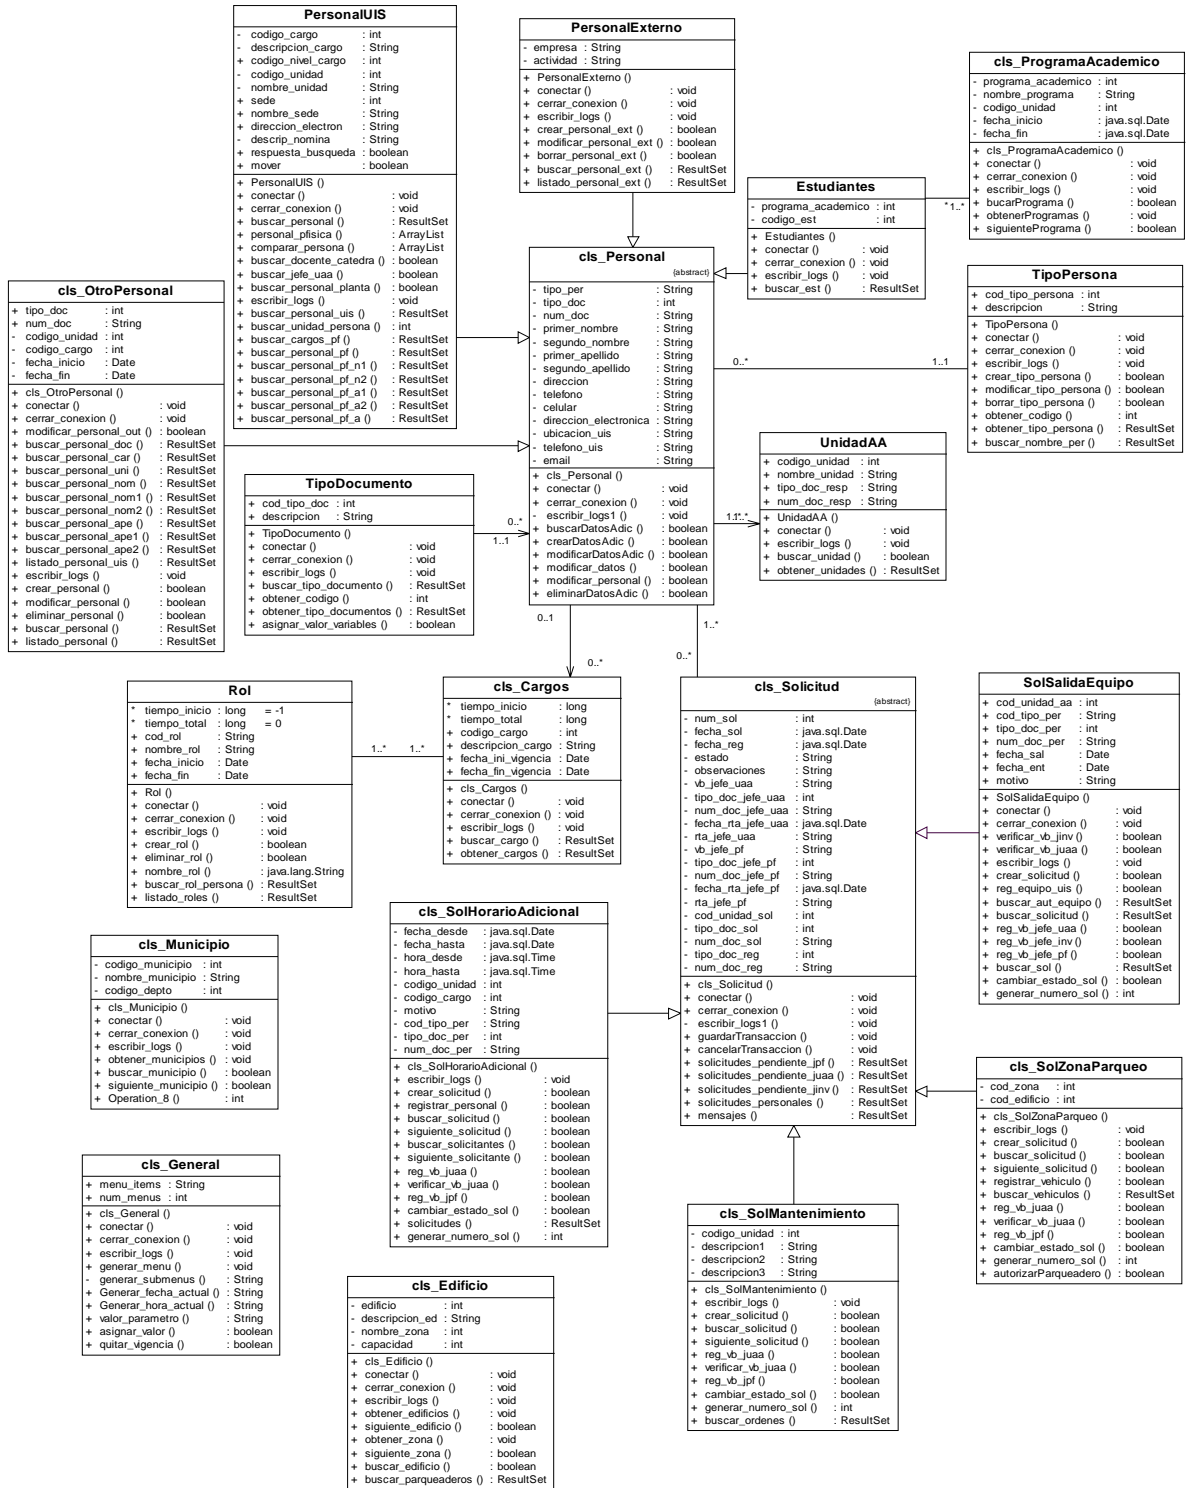 PersonalUIS
- codigo_cargo : int
- descripcion_cargo : String
+ codigo_nivel_cargo : int
- codigo_unidad : int
- nombre_unidad : String
+ sede : int
+ nombre_sede : String
+ direccion_electron : String
- descrip_nomina : String
+ respuesta_busqueda : boolean
+ mover : boolean
+ PersonalUIS ()
+ conectar () : void
+ cerrar_conexion () : void
+ buscar_personal () : ResultSet
+ personal_pfisica () : ArrayList
+ comparar_persona () : ArrayList
+ buscar_docente_catedra () : boolean
+ buscar_jefe_uaa () : boolean
+ buscar_personal_planta () : boolean
+ escribir_logs () : void
+ buscar_personal_uis () : ResultSet
+ buscar_unidad_persona () : int
+ buscar_cargos_pf () : ResultSet
+ buscar_personal_pf () : ResultSet
+ buscar_personal_pf_n1 () : ResultSet
+ buscar_personal_pf_n2 () : ResultSet
+ buscar_personal_pf_a1 () : ResultSet
+ buscar_personal_pf_a2 () : ResultSet
+ buscar_personal_pf_a () : ResultSet
PersonalExterno
- empresa : String
- actividad : String
+ PersonalExterno ()
+ conectar () : void
+ cerrar_conexion () : void
+ escribir_logs () : void
+ crear_personal_ext () : boolean
+ modificar_personal_ext () : boolean
+ borrar_personal_ext () : boolean
+ buscar_personal_ext () : ResultSet
+ listado_personal_ext () : ResultSet
cls_ProgramaAcademico
- programa_academico : int
- nombre_programa : String
- codigo_unidad : int
- fecha_inicio : java.sql.Date
- fecha_fin : java.sql.Date
+ cls_ProgramaAcademico ()
+ conectar () : void
+ cerrar_conexion () : void
+ escribir_logs () : void
+ bucarPrograma () : boolean
+ obtenerProgramas () : void
+ siguientePrograma () : boolean
Estudiantes
- programa_academico : int
- codigo_est : int
+ Estudiantes ()
+ conectar () : void
+ cerrar_conexion () : void
+ escribir_logs () : void
+ buscar_est () : ResultSet
*1..*
cls_Personal
{abstract}
- tipo_per : String
- tipo_doc : int
- num_doc : String
- primer_nombre : String
- segundo_nombre : String
- primer_apellido : String
- segundo_apellido : String
- direccion : String
- telefono : String
- celular : String
- direccion_electronica : String
- ubicacion_uis : String
- telefono_uis : String
- email : String
+ cls_Personal ()
+ conectar () : void
+ cerrar_conexion () : void
- escribir_logs1 () : void
+ buscarDatosAdic () : boolean
+ crearDatosAdic () : boolean
+ modificarDatosAdic () : boolean
+ modificar_datos () : boolean
+ modificar_personal () : boolean
+ eliminarDatosAdic () : boolean
TipoPersona
+ cod_tipo_persona : int
+ descripcion : String
+ TipoPersona ()
+ conectar () : void
+ cerrar_conexion () : void
+ escribir_logs () : void
+ crear_tipo_persona () : boolean
+ modificar_tipo_persona () : boolean
+ borrar_tipo_persona () : boolean
+ obtener_codigo () : int
+ obtener_tipo_persona () : ResultSet
+ buscar_nombre_per () : ResultSet
0..*
1..1
cls_OtroPersonal
+ tipo_doc : int
+ num_doc : String
- codigo_unidad : int
- codigo_cargo : int
- fecha_inicio : Date
- fecha_fin : Date
+ cls_OtroPersonal ()
+ conectar () : void
+ cerrar_conexion () : void
+ modificar_personal_out () : boolean
+ buscar_personal_doc () : ResultSet
+ buscar_personal_car () : ResultSet
+ buscar_personal_uni () : ResultSet
+ buscar_personal_nom () : ResultSet
+ buscar_personal_nom1 () : ResultSet
+ buscar_personal_nom2 () : ResultSet
+ buscar_personal_ape () : ResultSet
+ buscar_personal_ape1 () : ResultSet
+ buscar_personal_ape2 () : ResultSet
+ listado_personal_uis () : ResultSet
+ escribir_logs () : void
+ crear_personal () : boolean
+ modificar_personal () : boolean
+ eliminar_personal () : boolean
+ buscar_personal () : ResultSet
+ listado_personal () : ResultSet
TipoDocumento
+ cod_tipo_doc : int
+ descripcion : String
+ TipoDocumento ()
+ conectar () : void
+ cerrar_conexion () : void
+ escribir_logs () : void
+ buscar_tipo_documento () : ResultSet
+ obtener_codigo () : int
+ obtener_tipo_documentos () : ResultSet
+ asignar_valor_variables () : boolean
0..*
1..1
UnidadAA
+ codigo_unidad : int
+ nombre_unidad : String
+ tipo_doc_resp : String
+ num_doc_resp : String
+ UnidadAA ()
+ conectar () : void
+ escribir_logs () : void
+ buscar_unidad () : boolean
+ obtener_unidades () : ResultSet
0..1
0..*
1..*
0..*
Rol
* tiempo_inicio : long = -1
* tiempo_total : long = 0
+ cod_rol : String
+ nombre_rol : String
+ fecha_inicio : Date
+ fecha_fin : Date
+ Rol ()
+ conectar () : void
+ cerrar_conexion () : void
+ escribir_logs () : void
+ crear_rol () : boolean
+ eliminar_rol () : boolean
+ nombre_rol () : java.lang.String
+ buscar_rol_persona () : ResultSet
+ listado_roles () : ResultSet
1..* 1..*
cls_Cargos
* tiempo_inicio : long
* tiempo_total : long
+ codigo_cargo : int
+ descripcion_cargo : String
+ fecha_ini_vigencia : Date
+ fecha_fin_vigencia : Date
+ cls_Cargos ()
+ conectar () : void
+ cerrar_conexion () : void
+ escribir_logs () : void
+ buscar_cargo () : ResultSet
+ obtener_cargos () : ResultSet
cls_Solicitud
{abstract}
- num_sol : int
- fecha_sol : java.sql.Date
- fecha_reg : java.sql.Date
- estado : String
- observaciones : String
- vb_jefe_uaa : String
- tipo_doc_jefe_uaa : int
- num_doc_jefe_uaa : String
- fecha_rta_jefe_uaa : java.sql.Date
- rta_jefe_uaa : String
- vb_jefe_pf : String
- tipo_doc_jefe_pf : int
- num_doc_jefe_pf : String
- fecha_rta_jefe_pf : java.sql.Date
- rta_jefe_pf : String
- cod_unidad_sol : int
- tipo_doc_sol : int
- num_doc_sol : String
- tipo_doc_reg : int
- num_doc_reg : String
+ cls_Solicitud ()
+ conectar () : void
+ cerrar_conexion () : void
- escribir_logs1 () : void
+ guardarTransaccion () : void
+ cancelarTransaccion () : void
+ solicitudes_pendiente_jpf () : ResultSet
+ solicitudes_pendiente_juaa () : ResultSet
+ solicitudes_pendiente_jinv () : ResultSet
+ solicitudes_personales () : ResultSet
+ mensajes () : ResultSet
SolSalidaEquipo
+ cod_unidad_aa : int
+ cod_tipo_per : String
+ tipo_doc_per : int
+ num_doc_per : String
+ fecha_sal : Date
+ fecha_ent : Date
+ motivo : String
+ SolSalidaEquipo ()
+ conectar () : void
+ cerrar_conexion () : void
+ verificar_vb_jinv () : boolean
+ verificar_vb_juaa () : boolean
+ escribir_logs () : void
+ crear_solicitud () : boolean
+ reg_equipo_uis () : boolean
+ buscar_aut_equipo () : ResultSet
+ buscar_solicitud () : ResultSet
+ reg_vb_jefe_uaa () : boolean
+ reg_vb_jefe_inv () : boolean
+ reg_vb_jefe_pf () : boolean
+ buscar_sol () : ResultSet
+ cambiar_estado_sol () : boolean
+ generar_numero_sol () : int
cls_SolHorarioAdicional
- fecha_desde : java.sql.Date
- fecha_hasta : java.sql.Date
- hora_desde : java.sql.Time
- hora_hasta : java.sql.Time
- codigo_unidad : int
- codigo_cargo : int
- motivo : String
- cod_tipo_per : String
- tipo_doc_per : int
- num_doc_per : String
+ cls_SolHorarioAdicional ()
+ escribir_logs () : void
+ crear_solicitud () : boolean
+ registrar_personal () : boolean
+ buscar_solicitud () : boolean
+ siguiente_solicitud () : boolean
+ buscar_solicitantes () : boolean
+ siguiente_solicitante () : boolean
+ reg_vb_juaa () : boolean
+ verificar_vb_juaa () : boolean
+ reg_vb_jpf () : boolean
+ cambiar_estado_sol () : boolean
+ solicitudes () : ResultSet
+ generar_numero_sol () : int
cls_Municipio
- codigo_municipio : int
- nombre_municipio : String
- codigo_depto : int
+ cls_Municipio ()
+ conectar () : void
+ cerrar_conexion () : void
+ escribir_logs () : void
+ obtener_municipios () : void
+ buscar_municipio () : boolean
+ siguiente_municipio () : boolean
+ Operation_8 () : int
cls_SolZonaParqueo
- cod_zona : int
- cod_edificio : int
+ cls_SolZonaParqueo ()
+ escribir_logs () : void
+ crear_solicitud () : boolean
+ buscar_solicitud () : boolean
+ siguiente_solicitud () : boolean
+ registrar_vehiculo () : boolean
+ buscar_vehiculos () : ResultSet
+ reg_vb_juaa () : boolean
+ verificar_vb_juaa () : boolean
+ reg_vb_jpf () : boolean
+ cambiar_estado_sol () : boolean
+ generar_numero_sol () : int
+ autorizarParqueadero () : boolean
cls_General
+ menu_items : String
+ num_menus : int
+ cls_General ()
+ conectar () : void
+ cerrar_conexion () : void
+ escribir_logs () : void
+ generar_menu () : void
- generar_submenus () : String
+ Generar_fecha_actual () : String
+ Generar_hora_actual () : String
+ valor_parametro () : String
+ asignar_valor () : boolean
+ quitar_vigencia () : boolean
cls_SolMantenimiento
- codigo_unidad : int
- descripcion1 : String
- descripcion2 : String
- descripcion3 : String
+ cls_SolMantenimiento ()
+ escribir_logs () : void
+ crear_solicitud () : boolean
+ buscar_solicitud () : boolean
+ siguiente_solicitud () : boolean
+ reg_vb_juaa () : boolean
+ verificar_vb_juaa () : boolean
+ reg_vb_jpf () : boolean
+ cambiar_estado_sol () : boolean
+ generar_numero_sol () : int
+ buscar_ordenes () : ResultSet
cls_Edificio
- edificio : int
- descripcion_ed : String
- nombre_zona : int
- capacidad : int
+ cls_Edificio ()
+ conectar () : void
+ cerrar_conexion () : void
+ escribir_logs () : void
+ obtener_edificios () : void
+ siguiente_edificio () : boolean
+ obtener_zona () : void
+ siguiente_zona () : boolean
+ buscar_edificio () : boolean
+ buscar_parqueaderos () : ResultSet